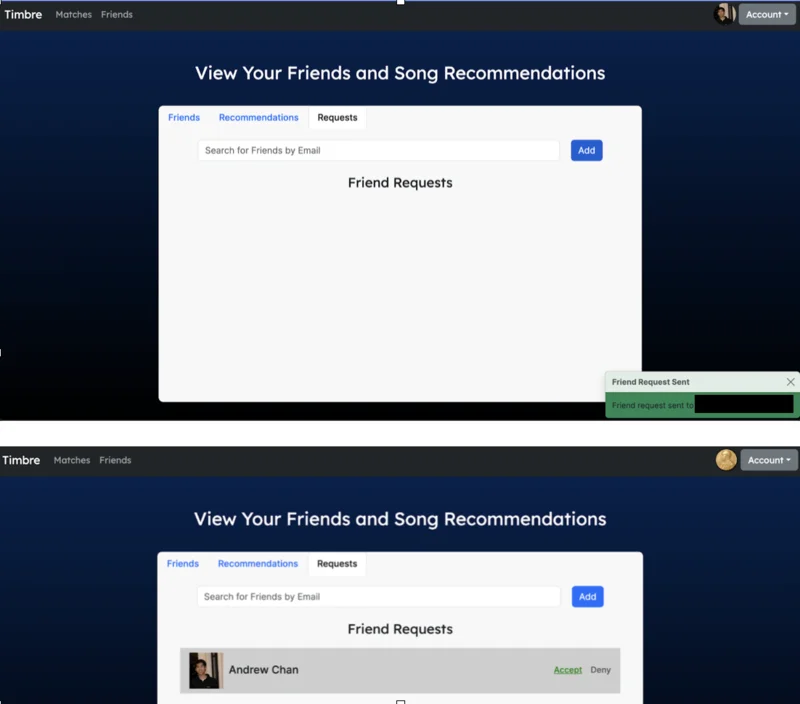 Timbre Matches Friends Account
View Your Friends and Song Recommendations
Friends Recommendations Requests
Search for Friends by Email Add
Friend Requests
Friend Request Sent
Friend request sent to
Timbre Matches Friends Account
View Your Friends and Song Recommendations
Friends Recommendations Requests
Search for Friends by Email Add
Friend Requests
Andrew Chan Accept Deny